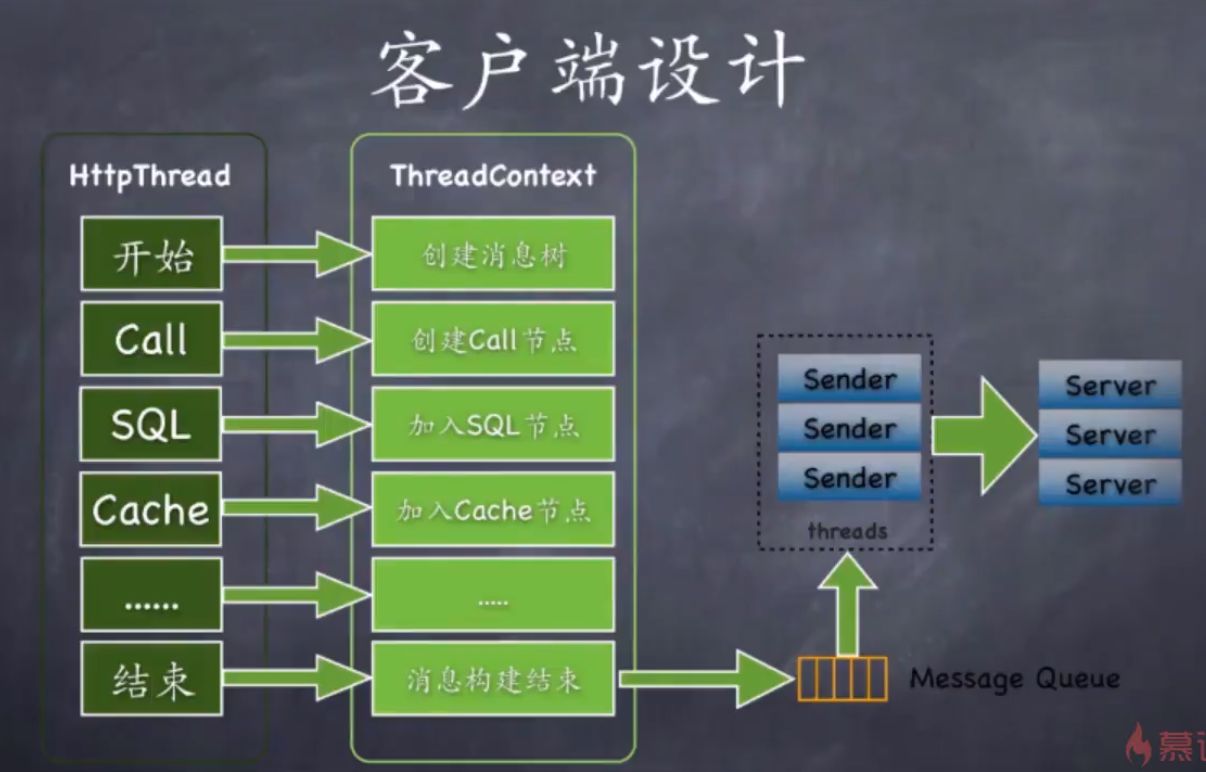 客户端设计
HttpThread
ThreadContext
开始
创建消息树
Call
创建Call节点
SQL
加入SQL节点
Cache
加入Cache节点
......
.....
结束
消息构建结束
Sender
Sender
Sender
threads
Server
Server
Server
Message Queue
慕